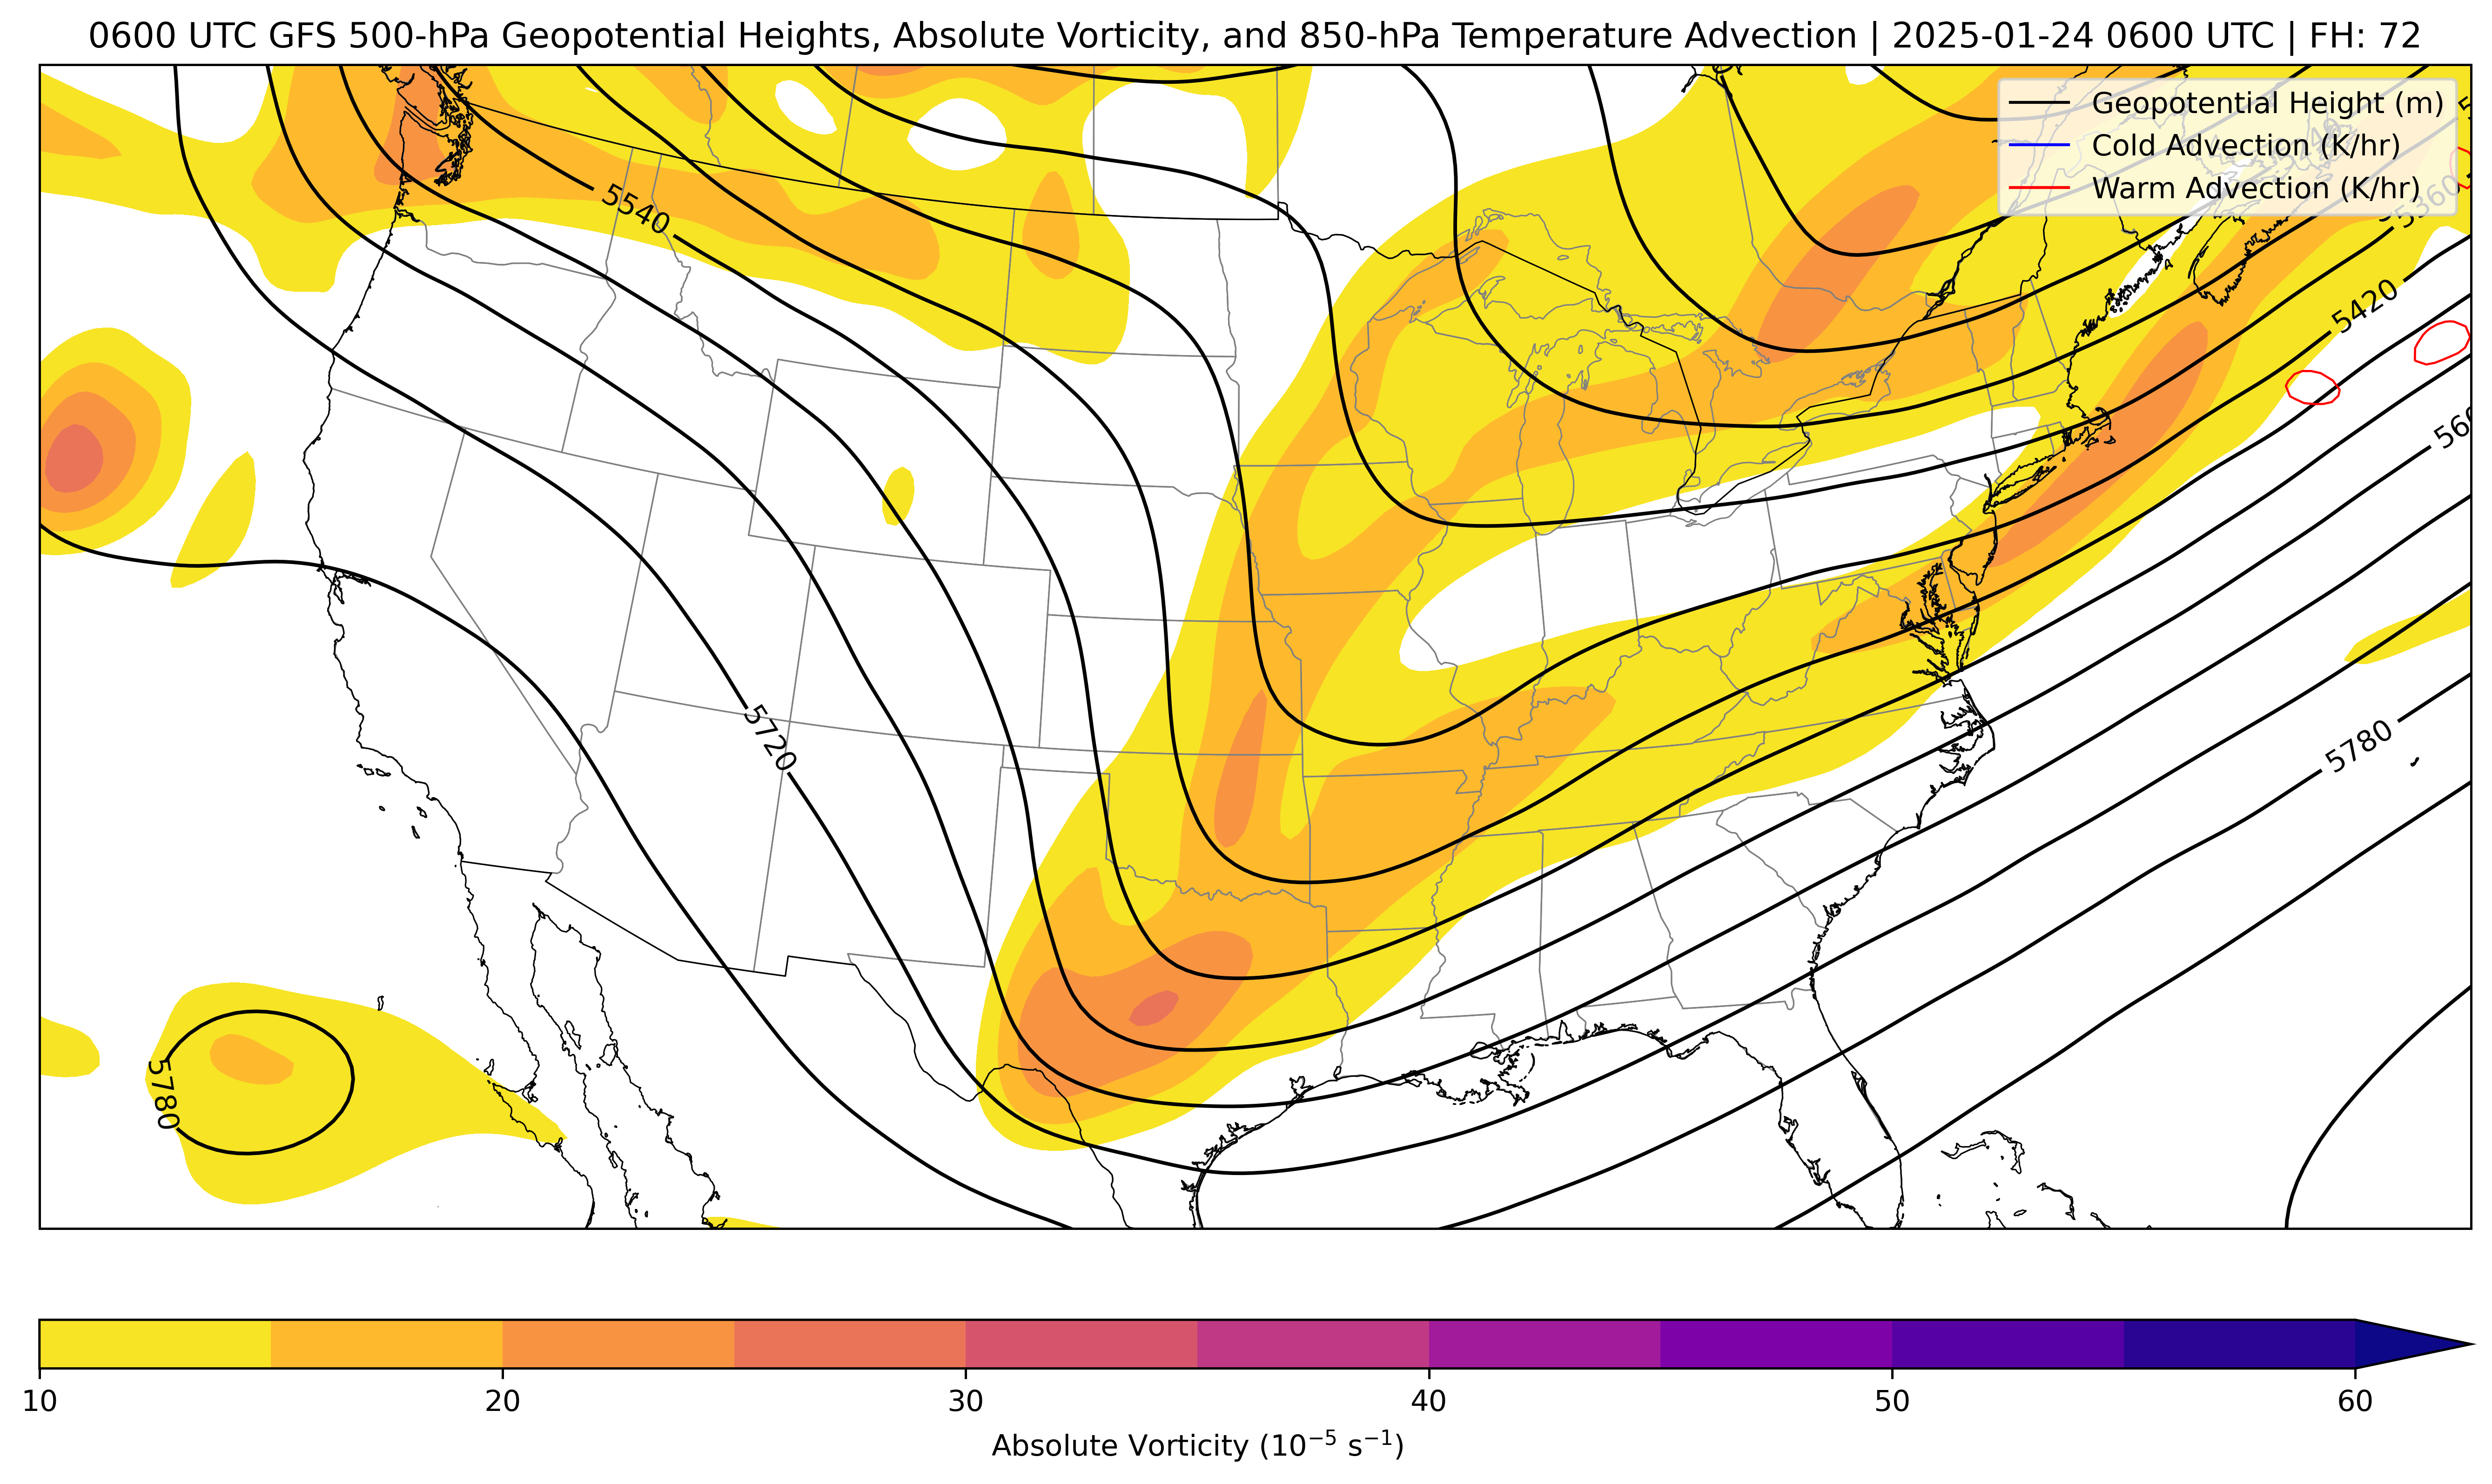 0600 UTC GFS 500-hPa Geopotential Heights, Absolute Vorticity, and 850-hPa Temperature Advection | 2025-01-24 0600 UTC | FH: 72
Geopotential Height (m)
Cold Advection (K/hr)
Warm Advection (K/hr)
5540
5360
5420
5720
5780
5780
10 20 30 40 50 60
Absolute Vorticity (10⁻⁵ s⁻¹)